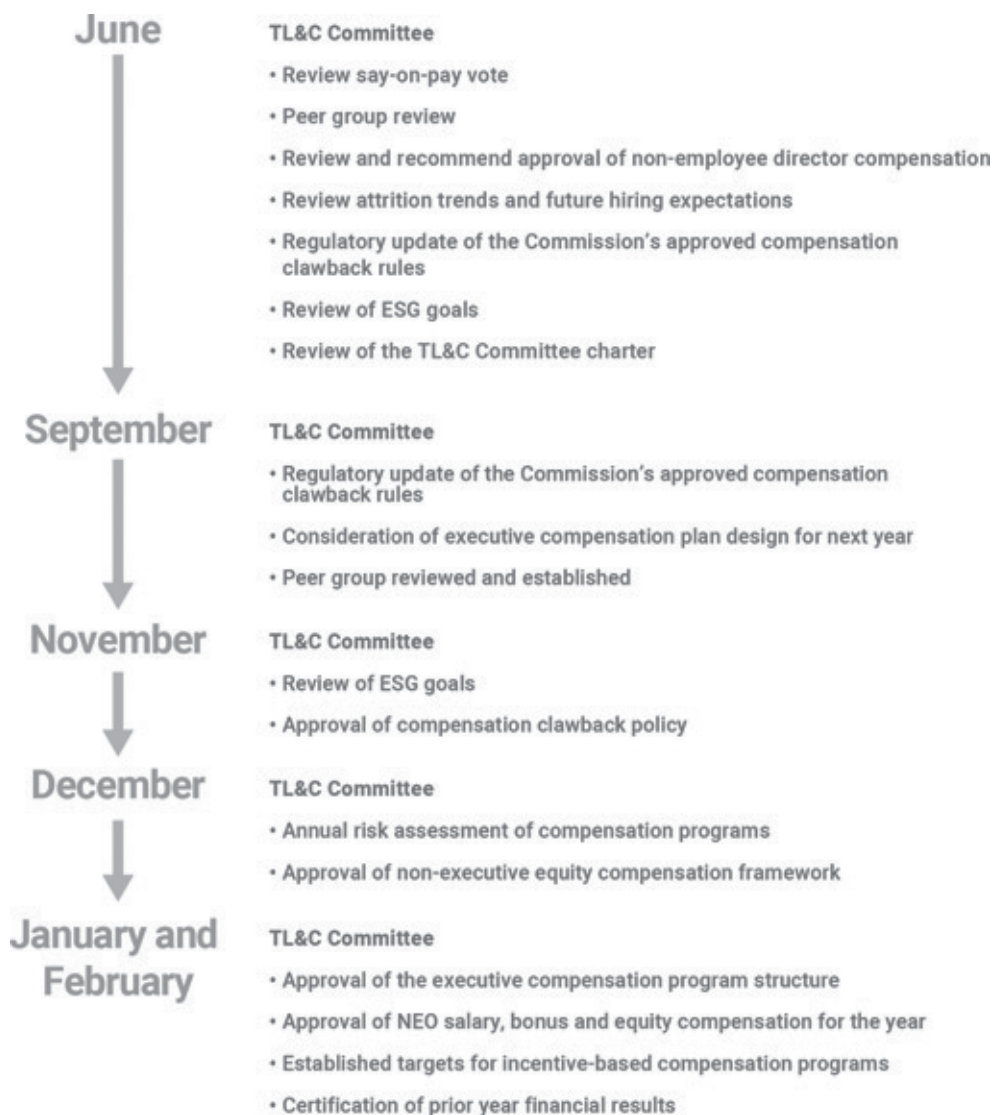 June
TL&C Committee
• Review say-on-pay vote
• Peer group review
• Review and recommend approval of non-employee director compensation
• Review attrition trends and future hiring expectations
• Regulatory update of the Commission's approved compensation
clawback rules
• Review of ESG goals
• Review of the TL&C Committee charter
September
TL&C Committee
• Regulatory update of the Commission's approved compensation
clawback rules
• Consideration of executive compensation plan design for next year
• Peer group reviewed and established
November
TL&C Committee
• Review of ESG goals
• Approval of compensation clawback policy
December
TL&C Committee
• Annual risk assessment of compensation programs
• Approval of non-executive equity compensation framework
January and
February
TL&C Committee
• Approval of the executive compensation program structure
• Approval of NEO salary, bonus and equity compensation for the year
• Established targets for incentive-based compensation programs
• Certification of prior year financial results